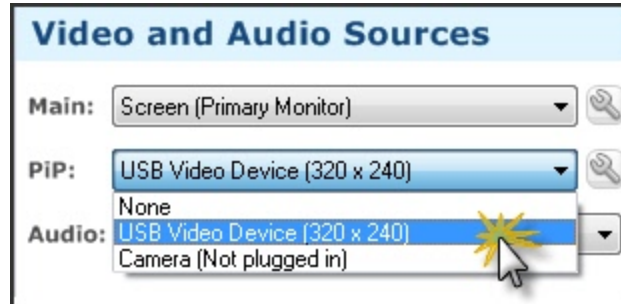 Video and Audio Sources
Main: Screen (Primary Monitor)
PiP: USB Video Device (320 x 240)
None
Audio: USB Video Device (320 x 240)
Camera (Not plugged in)